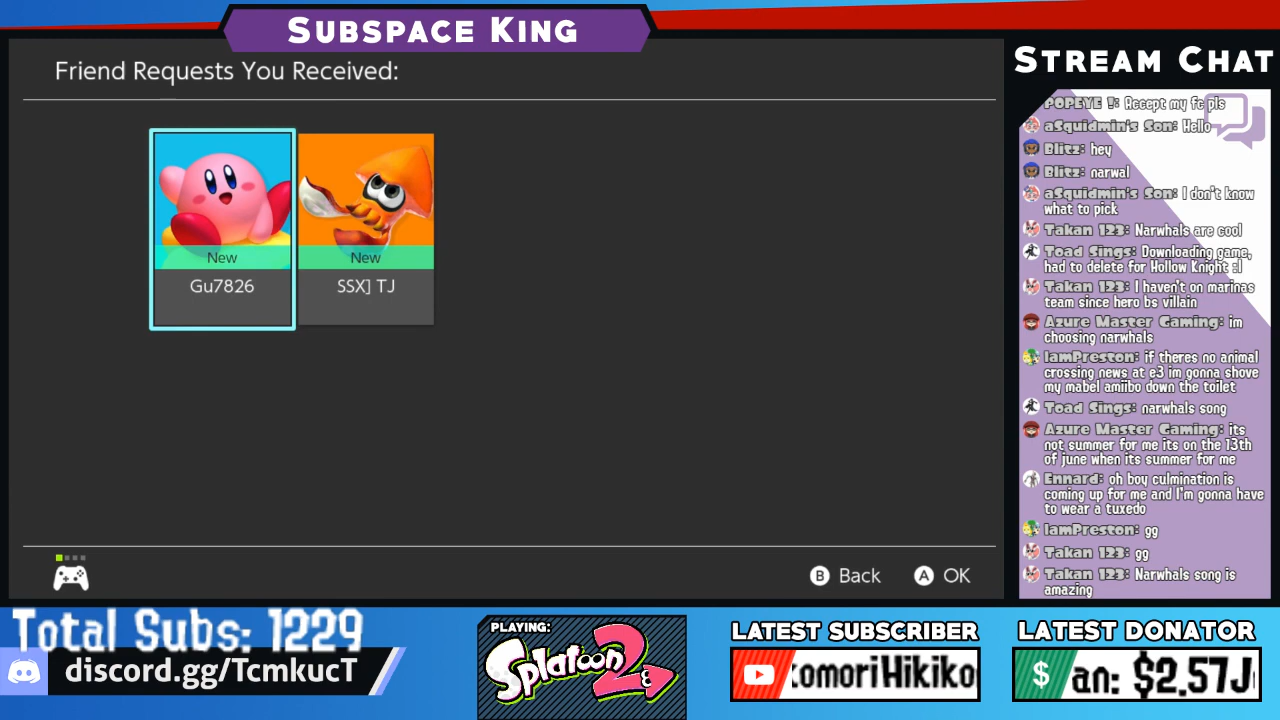 Subspace King
Friend Requests You Received:
New
Gu7826
New
SSX] TJ
B Back
A OK
Stream Chat
POPEYE !: Accept my fc pls
aSquidmin's Son: Hello
Blitz: hey
Blitz: narwal
aSquidmin's Son: I don't know
what to pick
Takan 123: Narwhals are cool
Toad Sings: Downloading game,
had to delete for Hollow Knight :l
Takan 123: I haven't on marinas
team since hero bs villain
Azure Master Gaming: im
choosing narwhals
IamPreston: if theres no animal
crossing news at e3 im gonna shove
my mabel amiibo down the toilet
Toad Sings: narwhals song
Azure Master Gaming: its
not summer for me its on the 13th
of june when its summer for me
Ennard: oh boy culmination is
coming up for me and I'm gonna have
to wear a tuxedo
IamPreston: gg
Takan 123: gg
Takan 123: Narwhals song is
amazing
Total Subs: 1229
discord.gg/TcmkucT
PLAYING:
Splatoon 2
LATEST SUBSCRIBER
komoriHikiko
LATEST DONATOR
$ an: $2.57J